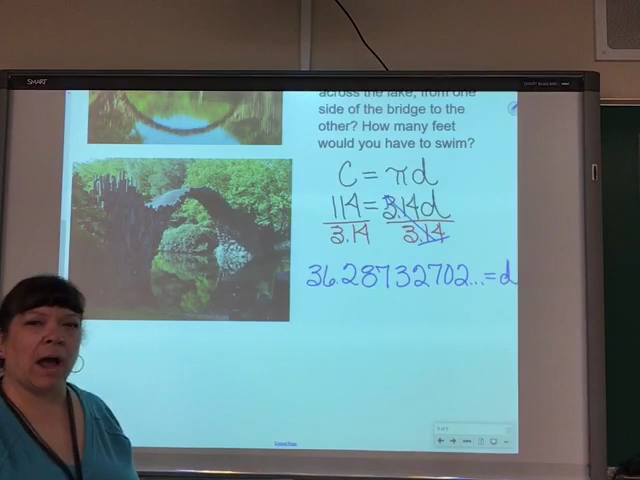 SMART
across the lake, from one
side of the bridge to the
other? How many feet
would you have to swim?
C = πd
114 = 3.14d
3.14 3.14
36.28732702... = d